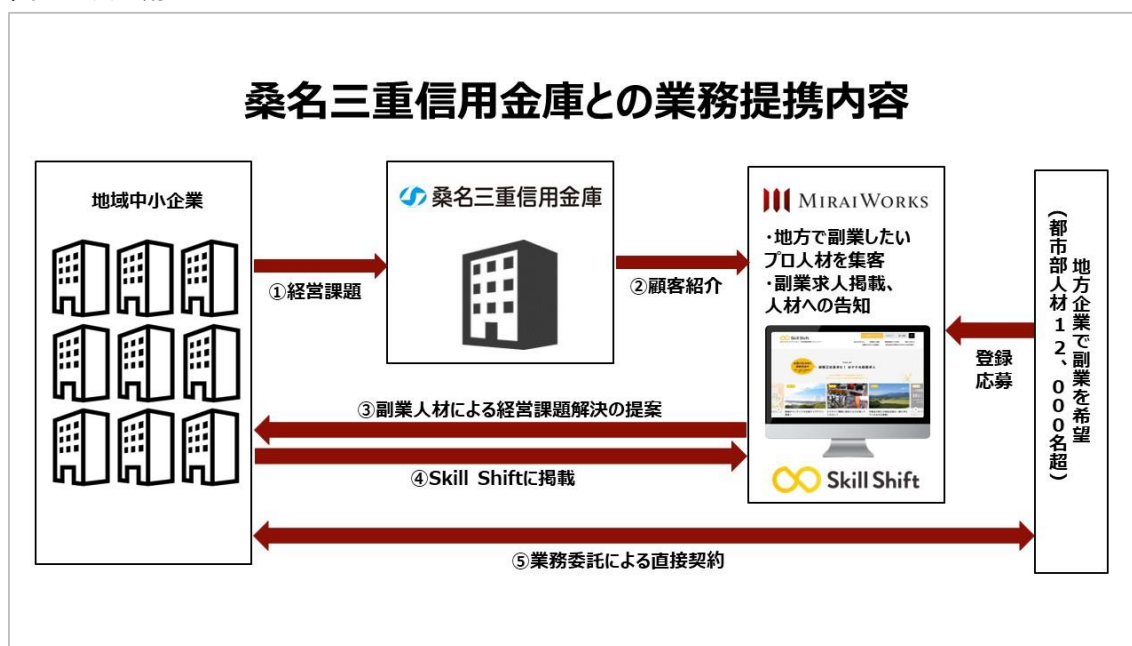 桑名三重信用金庫との業務提携内容
地域中小企業
①経営課題
桑名三重信用金庫
②顧客紹介
MIRAIWORKS
・地方で副業したい
プロ人材を集客
・副業求人掲載、
人材への告知
Skill Shift
登録
応募
地方企業で副業を希望
(都市部人材12、000名超)
③副業人材による経営課題解決の提案
④Skill Shiftに掲載
Skill Shift
⑤業務委託による直接契約